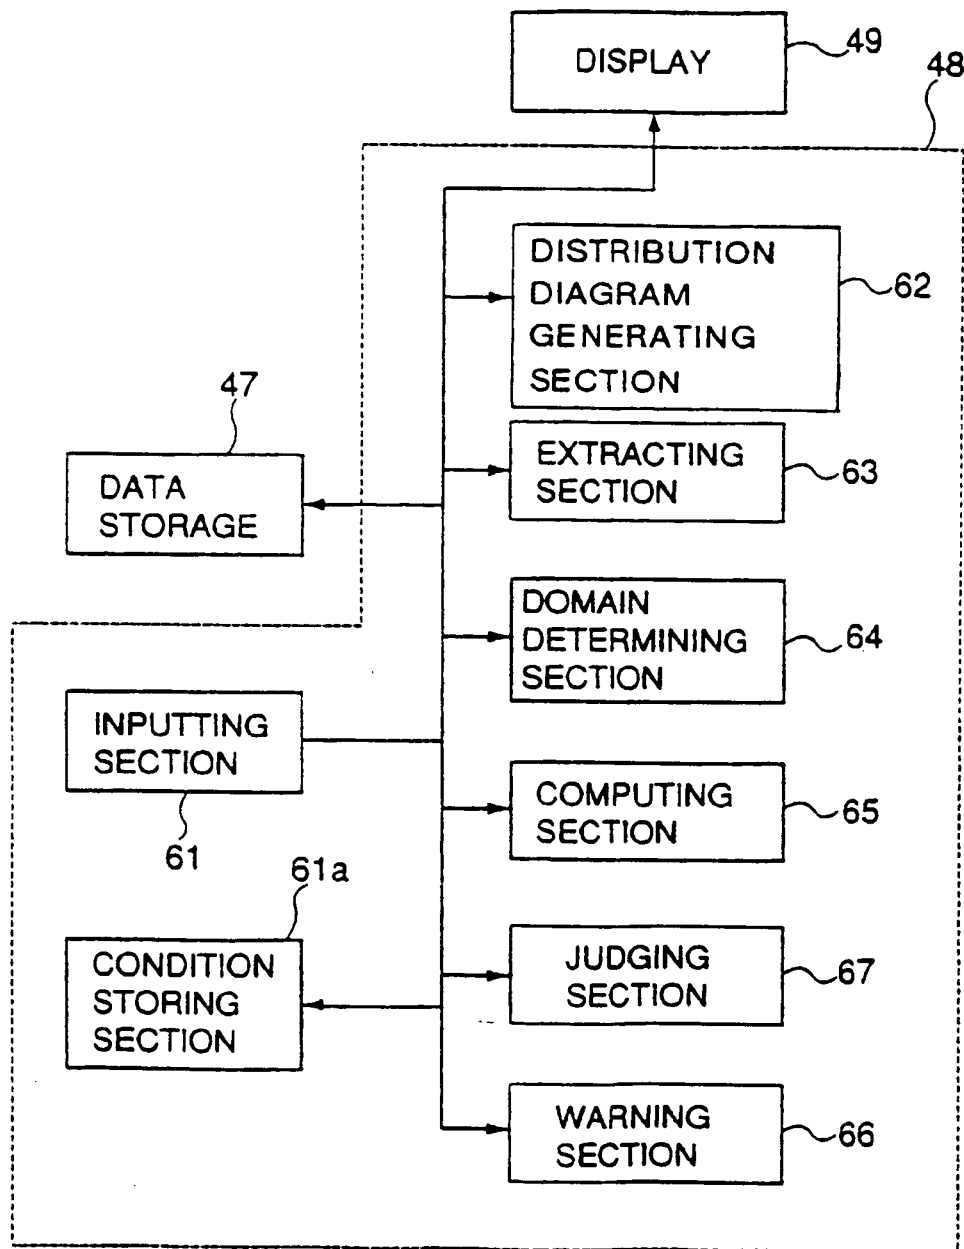 DISPLAY
49
48
DISTRIBUTION
DIAGRAM
GENERATING
SECTION
62
47
DATA
STORAGE
EXTRACTING
SECTION
63
DOMAIN
DETERMINING
SECTION
64
INPUTTING
SECTION
61
COMPUTING
SECTION
65
61a
CONDITION
STORING
SECTION
JUDGING
SECTION
67
WARNING
SECTION
66